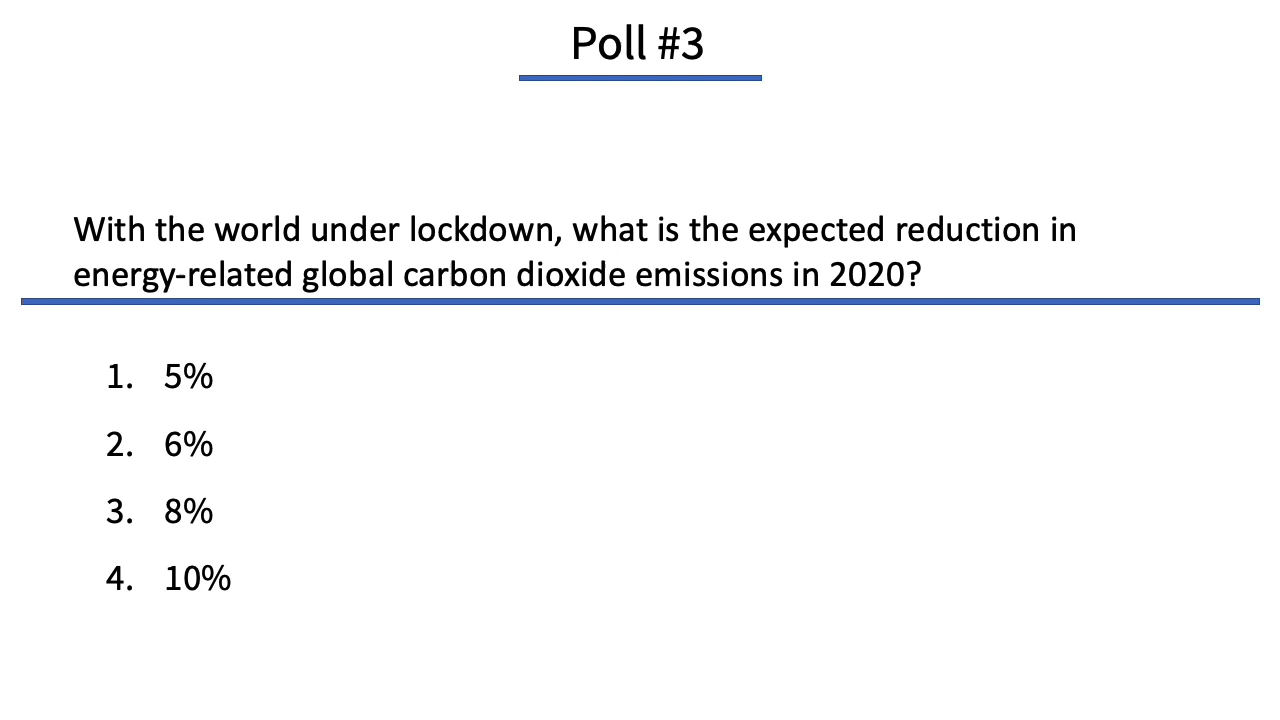 Poll #3
With the world under lockdown, what is the expected reduction in
energy-related global carbon dioxide emissions in 2020?
1. 5%
2. 6%
3. 8%
4. 10%